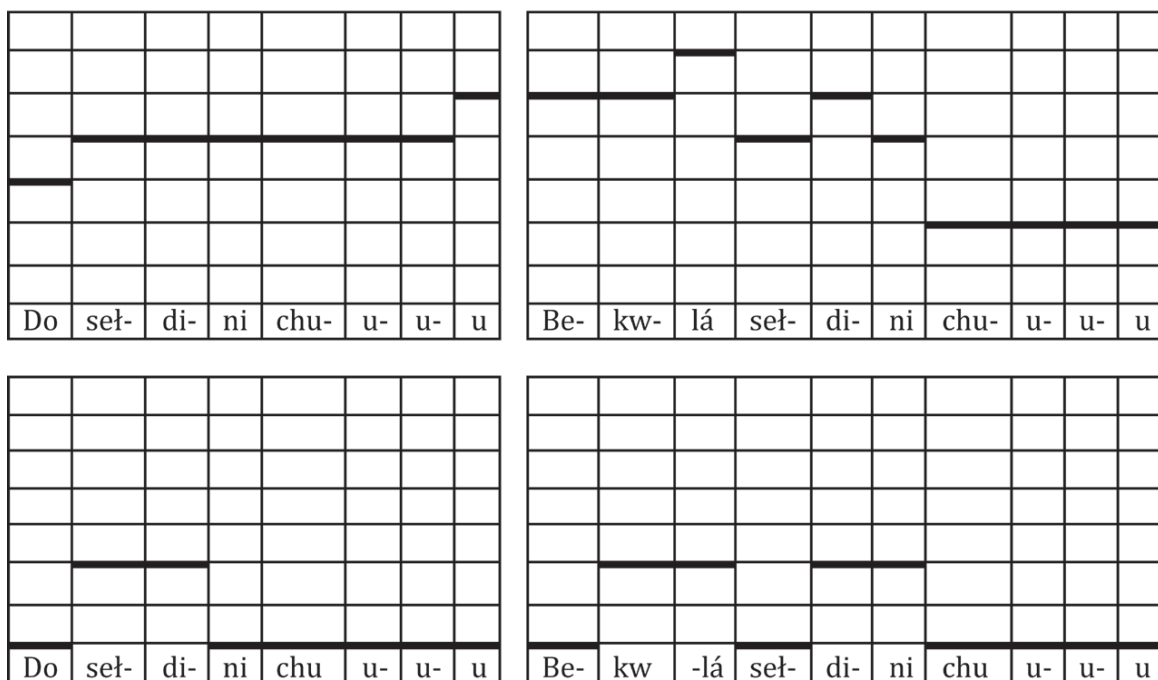 Do seł- di- ni chu- u- u- u
Be- kw- lá seł- di- ni chu- u- u- u
Do seł- di- ni chu u- u- u
Be- kw -lá seł- di- ni chu u- u- u